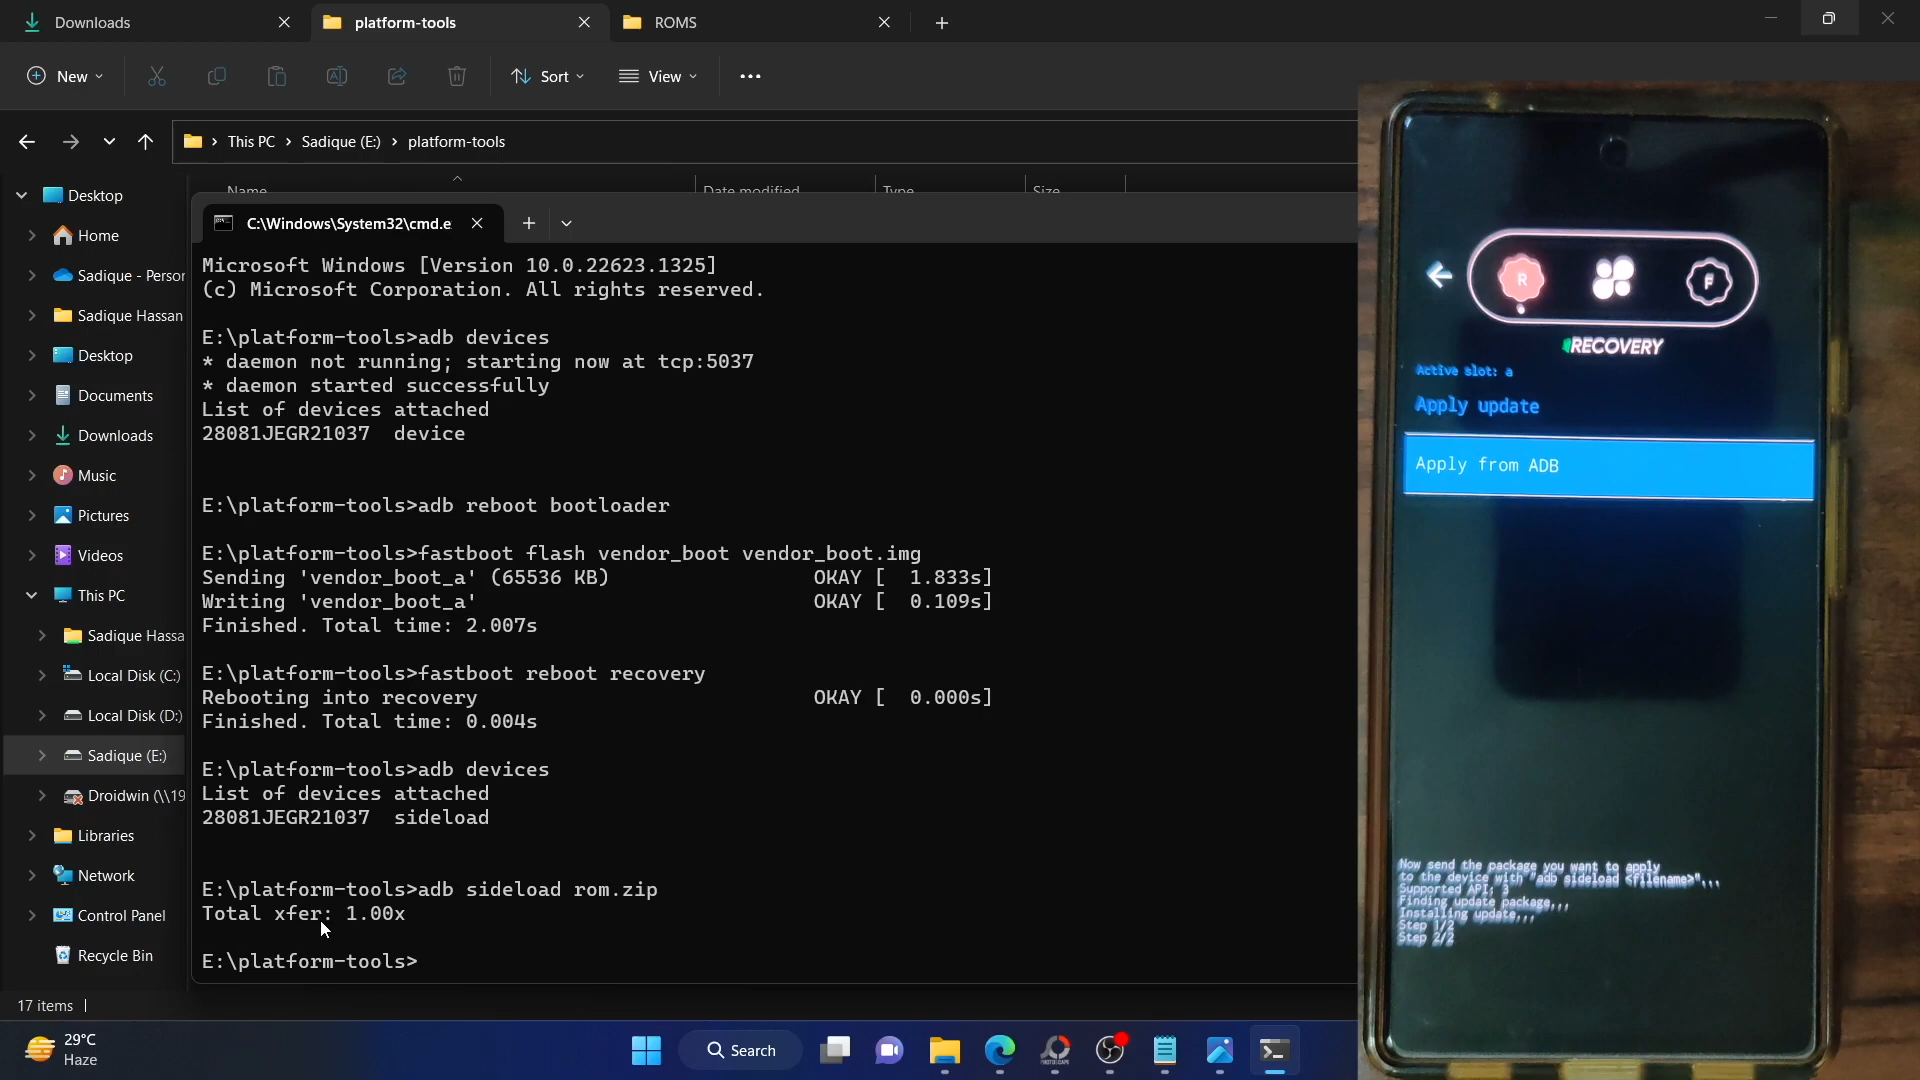 Downloads
platform-tools
ROMS
New
Sort
View
This PC
Sadique (E:)
platform-tools
Name
Date modified
Type
Size
Desktop
Home
Sadique - Person
Sadique Hassan
Desktop
Documents
Downloads
Music
Pictures
Videos
This PC
Sadique Hassa
Local Disk (C:)
Local Disk (D:)
Sadique (E:)
Droidwin (\\19
Libraries
Network
Control Panel
Recycle Bin
17 items
C:\Windows\System32\cmd.e
Microsoft Windows [Version 10.0.22623.1325]
(c) Microsoft Corporation. All rights reserved.
E:\platform-tools>adb devices
* daemon not running; starting now at tcp:5037
* daemon started successfully
List of devices attached
28081JEGR21037 device
E:\platform-tools>adb reboot bootloader
E:\platform-tools>fastboot flash vendor_boot vendor_boot.img
Sending 'vendor_boot_a' (65536 KB) OKAY [ 1.833s]
Writing 'vendor_boot_a' OKAY [ 0.109s]
Finished. Total time: 2.007s
E:\platform-tools>fastboot reboot recovery
Rebooting into recovery OKAY [ 0.000s]
Finished. Total time: 0.004s
E:\platform-tools>adb devices
List of devices attached
28081JEGR21037 sideload
E:\platform-tools>adb sideload rom.zip
Total xfer: 1.00x
E:\platform-tools>
R
F
RECOVERY
Active slot: a
Apply update
Apply from ADB
Now send the package you want to apply
to the device with "adb sideload <filename>"...
Supported API: 3
Finding update package...
Installing update...
Step 1/2
Step 2/2
29°C
Haze
Search